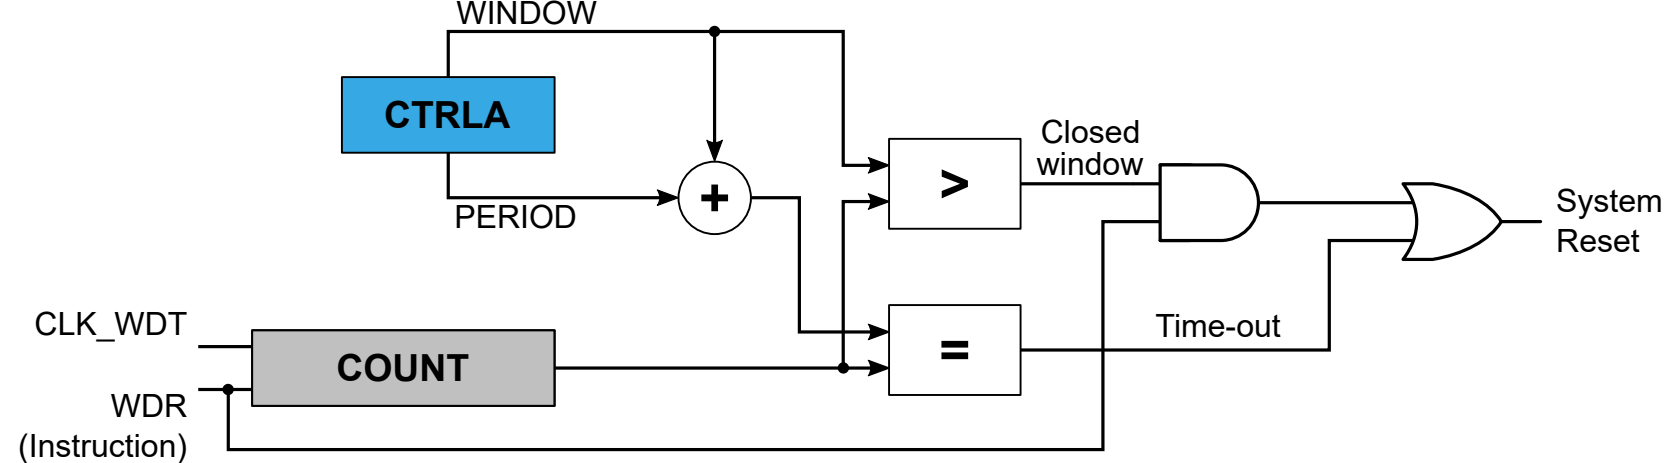 WINDOW
CTRLA
PERIOD
+
>
Closed
window
System
Reset
CLK_WDT
COUNT
WDR
(Instruction)
=
Time-out